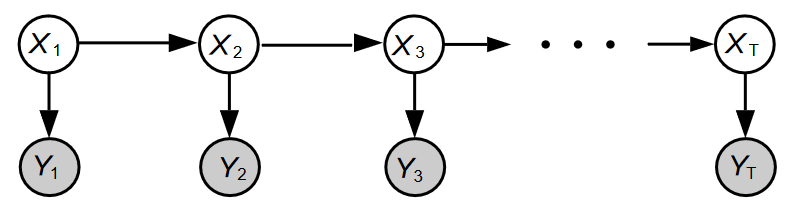 X1 X2 X3 XT
Y1 Y2 Y3 YT